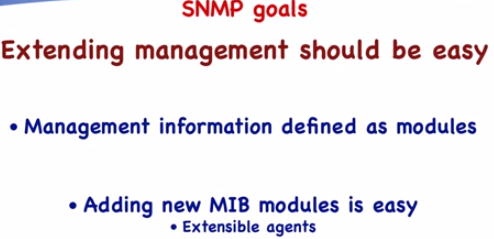 SNMP goals
Extending management should be easy
• Management information defined as modules
• Adding new MIB modules is easy
• Extensible agents